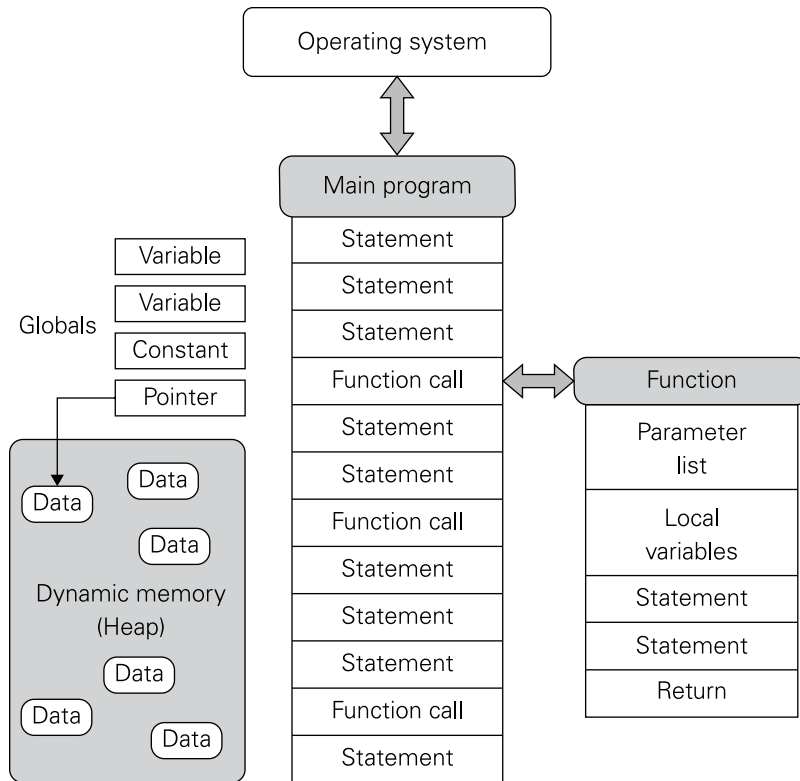 Operating system
Main program
Statement
Statement
Statement
Function call
Statement
Statement
Function call
Statement
Statement
Statement
Function call
Statement
Globals
Variable
Variable
Constant
Pointer
Data
Data
Data
Dynamic memory
(Heap)
Data
Data
Data
Function
Parameter
list
Local
variables
Statement
Statement
Return